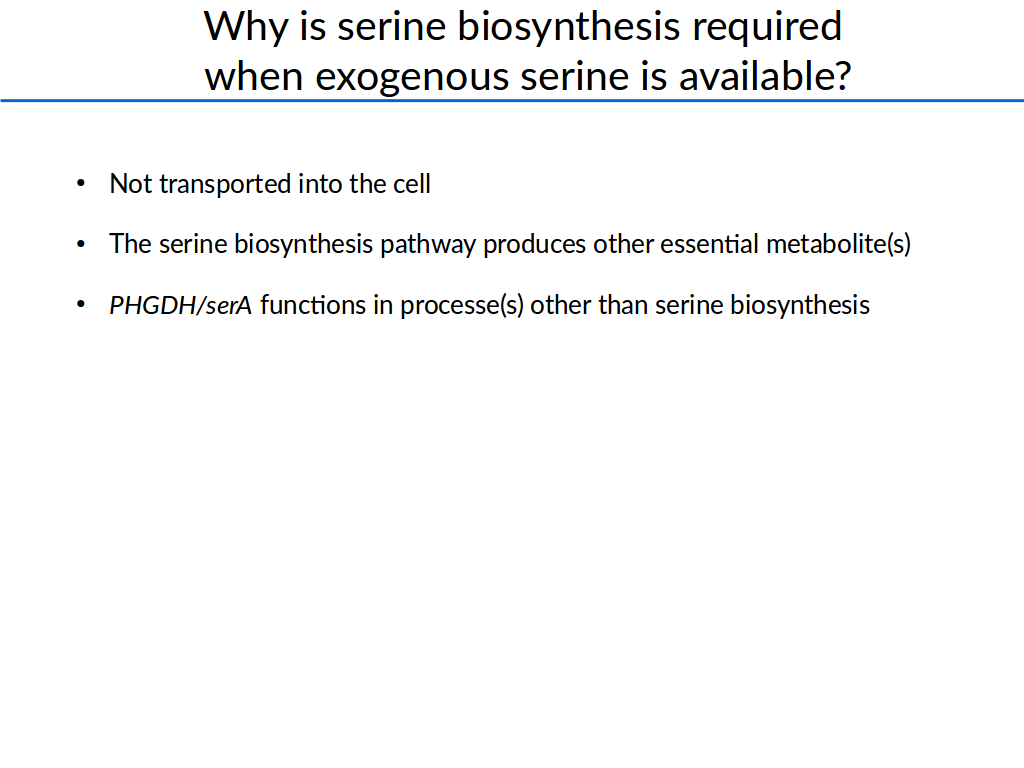 Why is serine biosynthesis required
when exogenous serine is available?
• Not transported into the cell
• The serine biosynthesis pathway produces other essential metabolite(s)
• PHGDH/serA functions in processe(s) other than serine biosynthesis